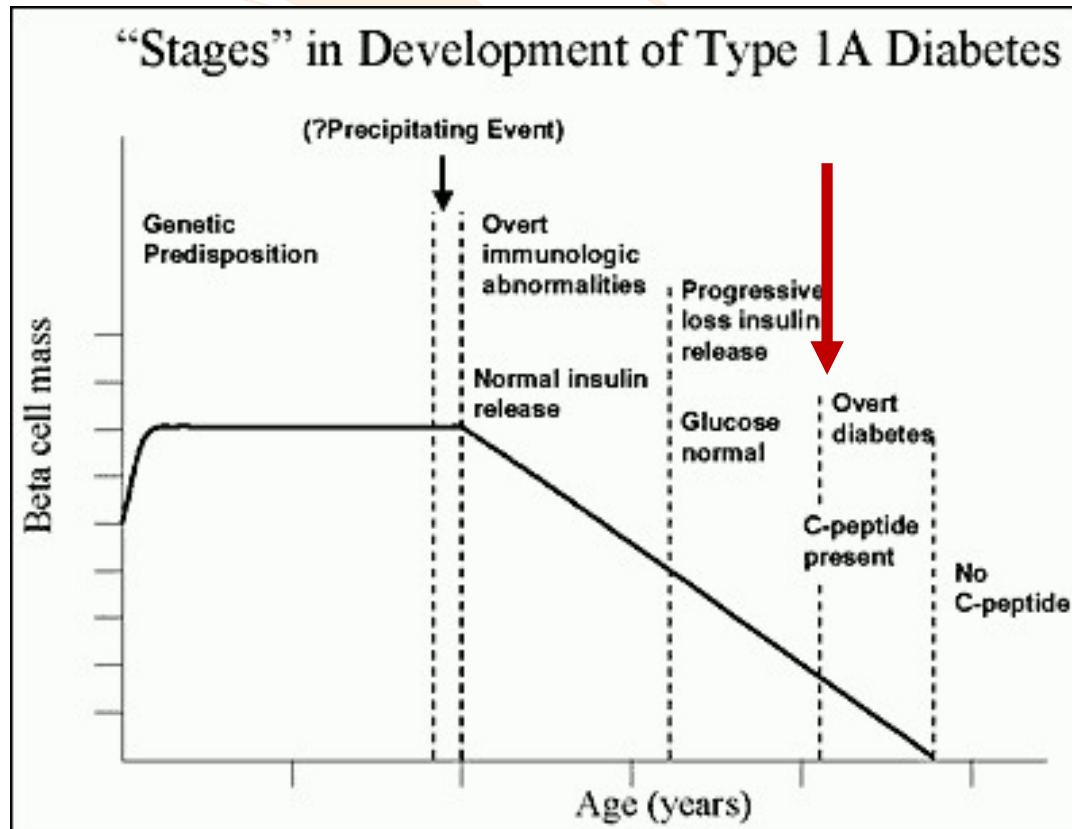 “Stages” in Development of Type 1A Diabetes
(?Precipitating Event)
Genetic
Predisposition
Overt
immunologic
abnormalities
Progressive
loss insulin
release
Normal insulin
release
Glucose
normal
Overt
diabetes
C-peptide
present
No
C-peptide
Beta cell mass
Age (years)